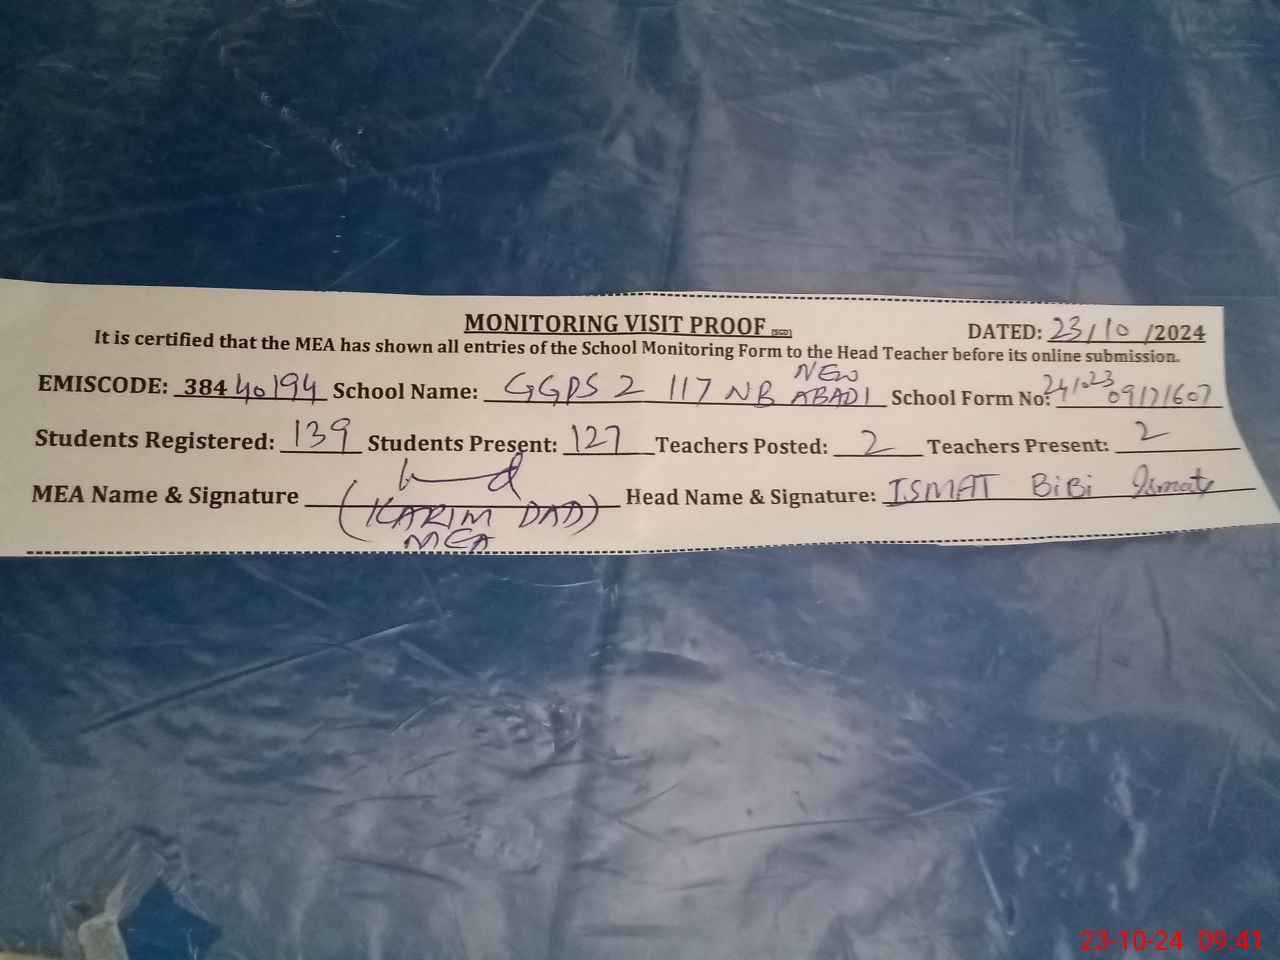 MONITORING VISIT PROOF
DATED: 23/10/2024
It is certified that the MEA has shown all entries of the School Monitoring Form to the Head Teacher before its online submission.
EMISCODE: 38440194 School Name: GGPS 2 117 NB NEW ABADI School Form No: 241023 09171607
Students Registered: 139 Students Present: 127 Teachers Posted: 2 Teachers Present: 2
MEA Name & Signature (KARIM DAD) Head Name & Signature: ISMAT BiBi Ismat
MEA
23-10-24 09:41